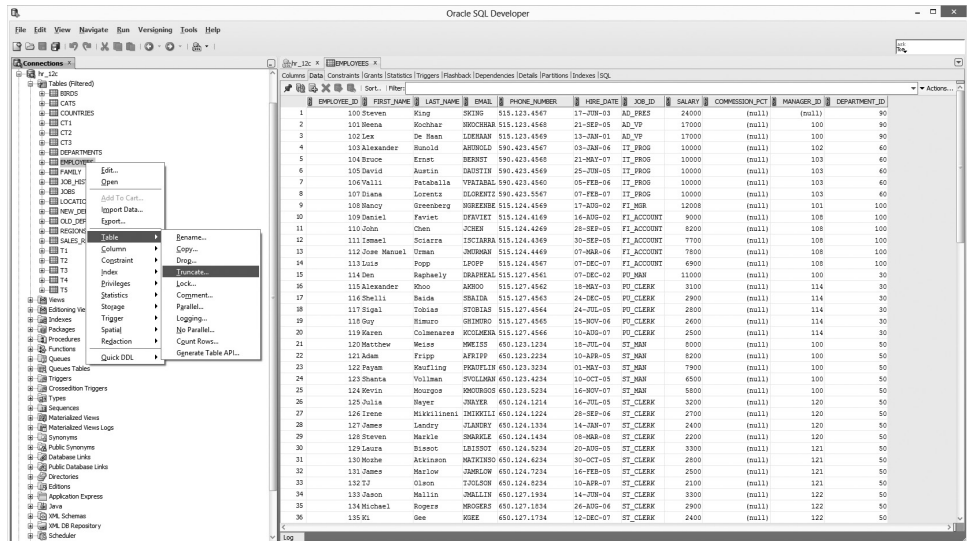 Oracle SQL Developer
File Edit View Navigate Run Versioning Tools Help
Connections
hr_12c
Tables (Filtered)
BIRDS
CATS
COUNTRIES
CT1
CT2
CT3
DEPARTMENTS
EMPLOYEES
FAMILY
JOB_HIS
JOBS
LOCATIO
NEW_DE
OLD_DEP
REGIONS
SALES_R
T1
T2
T3
T4
T5
Views
Editioning Vie
Indexes
Packages
Procedures
Functions
Queues
Queues Tables
Triggers
Crossedition Triggers
Types
Sequences
Materialized Views
Materialized Views Logs
Synonyms
Public Synonyms
Database Links
Public Database Links
Directories
Editions
Application Express
Java
XML Schemas
XML DB Repository
Scheduler
Edit...
Open
Add To Cart...
Import Data...
Export...
Table
Column
Constraint
Index
Privileges
Statistics
Storage
Trigger
Spatial
Redaction
Quick DDL
Rename...
Copy...
Drop...
Truncate...
Lock...
Comment...
Parallel...
Logging...
No Parallel...
Count Rows...
Generate Table API...
hr_12c EMPLOYEES
Columns Data Constraints Grants Statistics Triggers Flashback Dependencies Details Partitions Indexes SQL
Sort.. Filter: Actions...
EMPLOYEE_ID FIRST_NAME LAST_NAME EMAIL PHONE_NUMBER HIRE_DATE JOB_ID SALARY COMMISSION_PCT MANAGER_ID DEPARTMENT_ID
1 100 Steven King SKING 515.123.4567 17-JUN-03 AD_PRES 24000 (null) (null) 90
2 101 Neena Kochhar NKOCHHAR 515.123.4568 21-SEP-05 AD_VP 17000 (null) 100 90
3 102 Lex De Haan LDEHAAN 515.123.4569 13-JAN-01 AD_VP 17000 (null) 100 90
4 103 Alexander Hunold AHUNOLD 590.423.4567 03-JAN-06 IT_PROG 10000 (null) 102 60
5 104 Bruce Ernst BERNST 590.423.4568 21-MAY-07 IT_PROG 10000 (null) 103 60
6 105 David Austin DAUSTIN 590.423.4569 25-JUN-05 IT_PROG 10000 (null) 103 60
7 106 Valli Pataballa VPATABAL 590.423.4560 05-FEB-06 IT_PROG 10000 (null) 103 60
8 107 Diana Lorentz DLORENTZ 590.423.5567 07-FEB-07 IT_PROG 10000 (null) 103 60
9 108 Nancy Greenberg NGREENBE 515.124.4569 17-AUG-02 FI_MGR 12008 (null) 101 100
10 109 Daniel Faviet DFAVIET 515.124.4169 16-AUG-02 FI_ACCOUNT 9000 (null) 108 100
11 110 John Chen JCHEN 515.124.4269 28-SEP-05 FI_ACCOUNT 8200 (null) 108 100
12 111 Ismael Sciarra ISCIARRA 515.124.4369 30-SEP-05 FI_ACCOUNT 7700 (null) 108 100
13 112 Jose Manuel Urman JMURMAN 515.124.4469 07-MAR-06 FI_ACCOUNT 7800 (null) 108 100
14 113 Luis Popp LPOPP 515.124.4567 07-DEC-07 FI_ACCOUNT 6900 (null) 108 100
15 114 Den Raphaely DRAPHEAL 515.127.4561 07-DEC-02 PU_MAN 11000 (null) 100 30
16 115 Alexander Khoo AKHOO 515.127.4562 18-MAY-03 PU_CLERK 3100 (null) 114 30
17 116 Shelli Baida SBAIDA 515.127.4563 24-DEC-05 PU_CLERK 2900 (null) 114 30
18 117 Sigal Tobias STOBIAS 515.127.4564 24-JUL-05 PU_CLERK 2800 (null) 114 30
19 118 Guy Himuro GHIMURO 515.127.4565 15-NOV-06 PU_CLERK 2600 (null) 114 30
20 119 Karen Colmenares KCOLMENA 515.127.4566 10-AUG-07 PU_CLERK 2500 (null) 114 30
21 120 Matthew Weiss MWEISS 650.123.1234 18-JUL-04 ST_MAN 8000 (null) 100 50
22 121 Adam Fripp AFRIPP 650.123.2234 10-APR-05 ST_MAN 8200 (null) 100 50
23 122 Payam Kaufling PKAUFLIN 650.123.3234 01-MAY-03 ST_MAN 7900 (null) 100 50
24 123 Shanta Vollman SVOLLMAN 650.123.4234 10-OCT-05 ST_MAN 6500 (null) 100 50
25 124 Kevin Mourgos KMOURGOS 650.123.5234 16-NOV-07 ST_MAN 5800 (null) 100 50
26 125 Julia Nayer JNAYER 650.124.1214 16-JUL-05 ST_CLERK 3200 (null) 120 50
27 126 Irene Mikkilineni IMIKKILI 650.124.1224 28-SEP-06 ST_CLERK 2700 (null) 120 50
28 127 James Landry JLANDRY 650.124.1334 14-JAN-07 ST_CLERK 2400 (null) 120 50
29 128 Steven Markle SMARKLE 650.124.1434 08-MAR-08 ST_CLERK 2200 (null) 120 50
30 129 Laura Bissot LBISSOT 650.124.5234 20-AUG-05 ST_CLERK 3300 (null) 121 50
31 130 Mozhe Atkinson MATKINSO 650.124.6234 30-OCT-05 ST_CLERK 2800 (null) 121 50
32 131 James Marlow JAMRLOW 650.124.7234 16-FEB-05 ST_CLERK 2500 (null) 121 50
33 132 TJ Olson TJOLSON 650.124.8234 10-APR-07 ST_CLERK 2100 (null) 121 50
34 133 Jason Mallin JMALLIN 650.127.1934 14-JUN-04 ST_CLERK 3300 (null) 122 50
35 134 Michael Rogers MROGERS 650.127.1834 26-AUG-06 ST_CLERK 2900 (null) 122 50
36 135 Ki Gee KGEE 650.127.1734 12-DEC-07 ST_CLERK 2400 (null) 122 50
Log